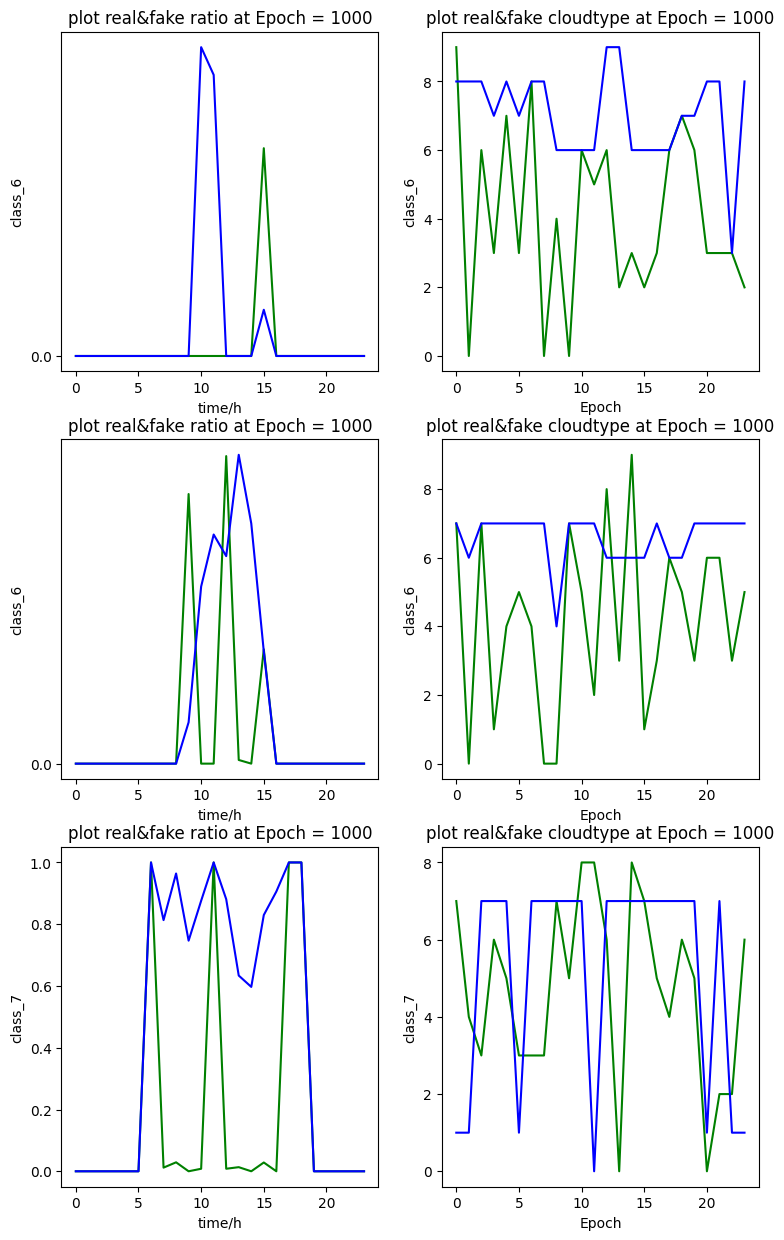 plot real&fake ratio at Epoch = 1000
class_6
0.0
0 5 10 15 20
time/h
plot real&fake cloudtype at Epoch = 1000
class_6
8
6
4
2
0
0 5 10 15 20
Epoch
plot real&fake ratio at Epoch = 1000
class_6
0.0
0 5 10 15 20
time/h
plot real&fake cloudtype at Epoch = 1000
class_6
8
6
4
2
0
0 5 10 15 20
Epoch
plot real&fake ratio at Epoch = 1000
class_7
1.0
0.8
0.6
0.4
0.2
0.0
0 5 10 15 20
time/h
plot real&fake cloudtype at Epoch = 1000
class_7
8
6
4
2
0
0 5 10 15 20
Epoch